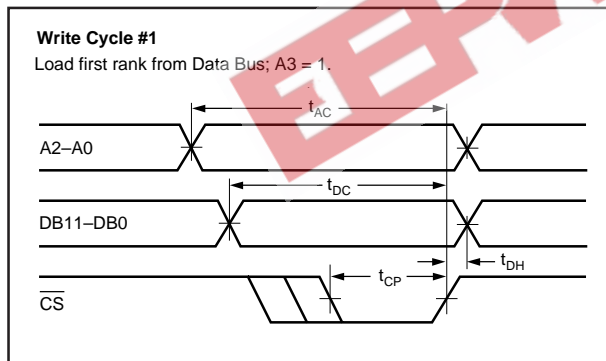 Write Cycle #1
Load first rank from Data Bus; A3 = 1.
tAC
A2–A0
tDC
DB11–DB0
tDH
tCP
CS